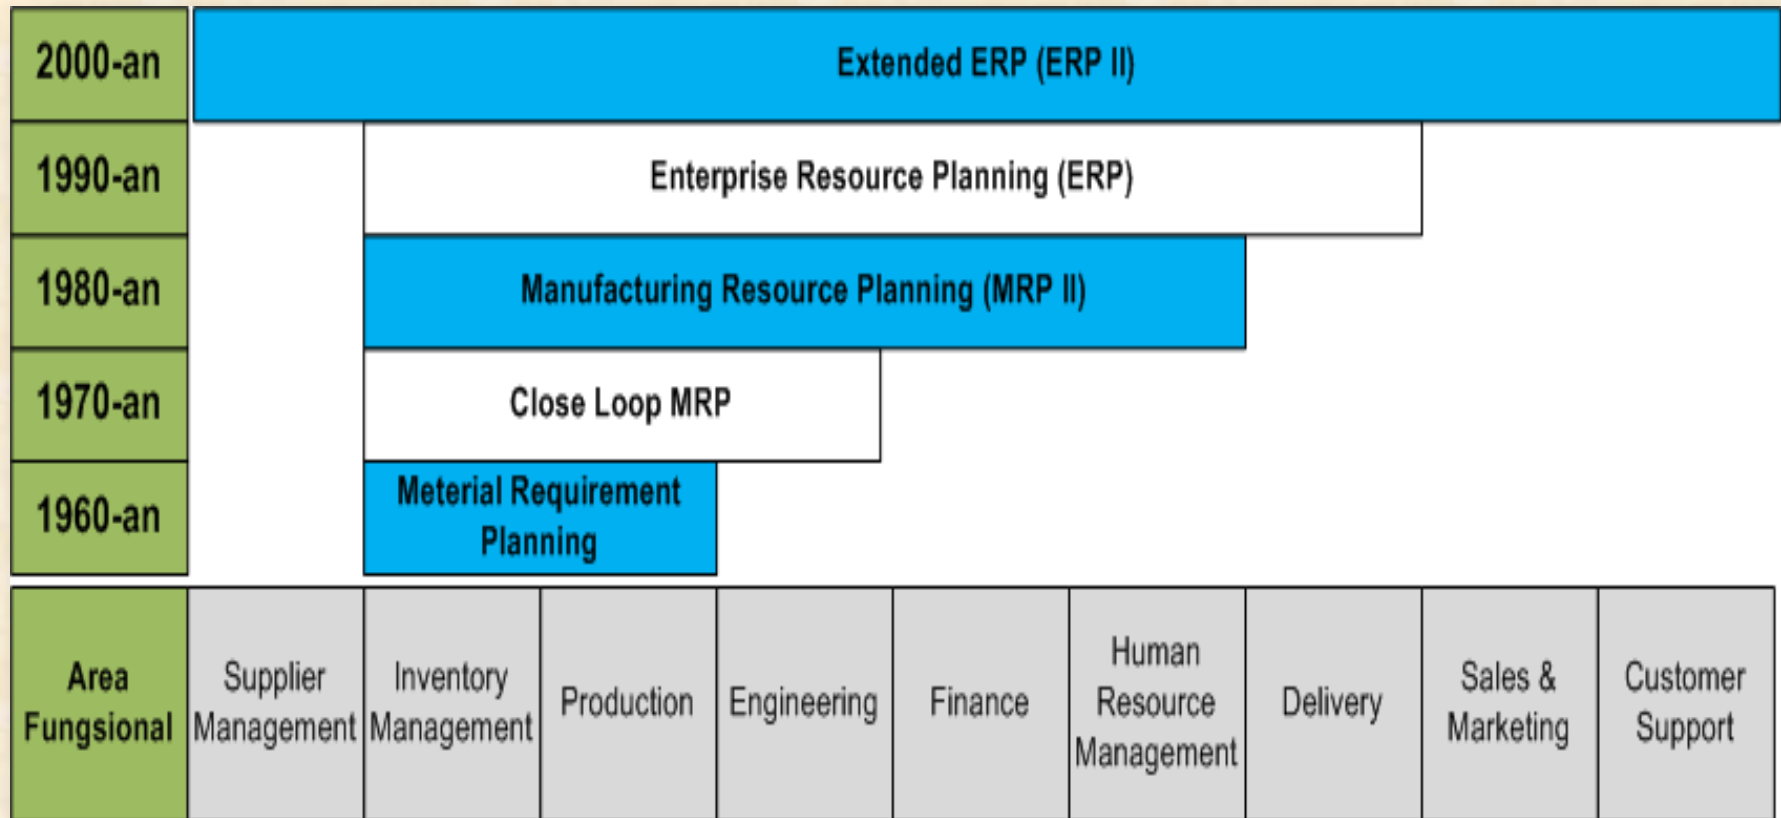 2000-an
Extended ERP (ERP II)
1990-an
Enterprise Resource Planning (ERP)
1980-an
Manufacturing Resource Planning (MRP II)
1970-an
Close Loop MRP
1960-an
Meterial Requirement
Planning
Area
Fungsional
Supplier
Management
Inventory
Management
Production
Engineering
Finance
Human
Resource
Management
Delivery
Sales &
Marketing
Customer
Support